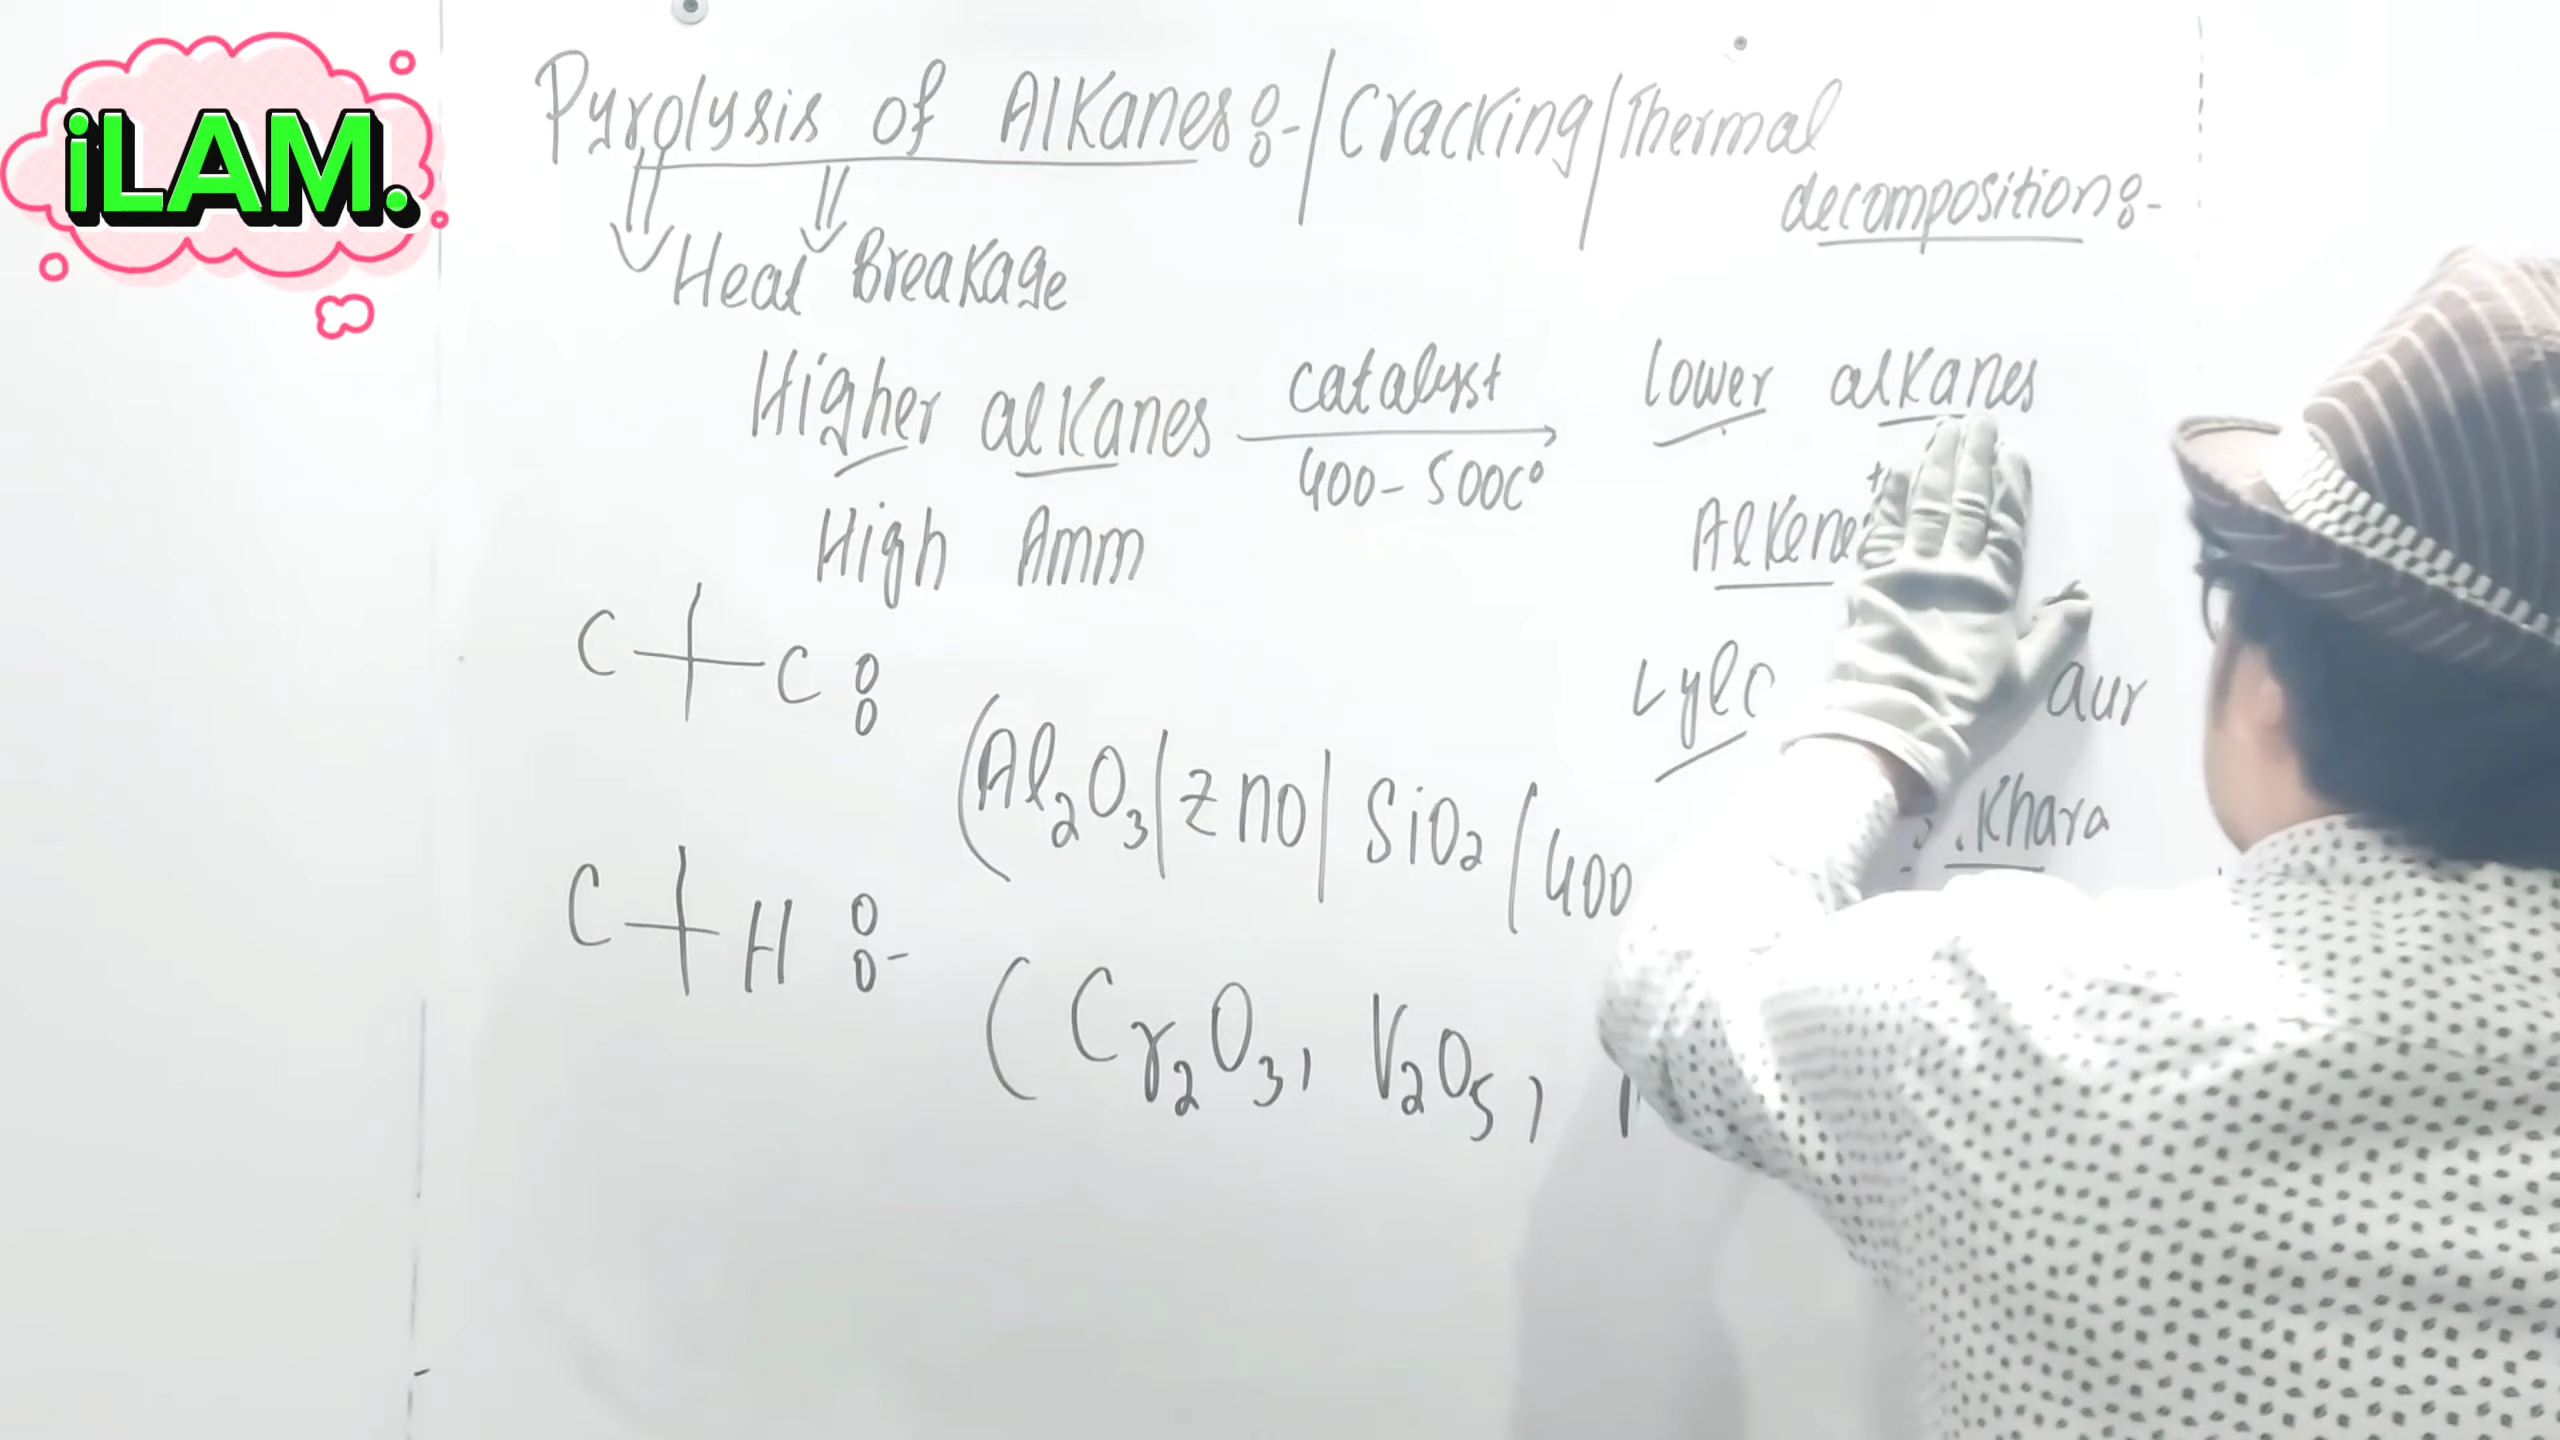 iLAM.
Pyrolysis of Alkanes:-/Cracking/Thermal
decomposition:-
Heat Breakage
Higher alkanes catalyst lower alkanes
400-500C°
+
High Amm Alkene
C-C:
aur
(Al₂O₃/zno/SiO₂/400
Khara
C-H:-
(Cr₂O₃, V₂O₅,